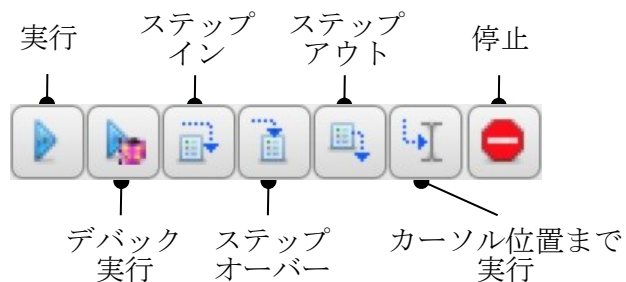 実行
ステップ
イン
ステップ
アウト
停止
デバック
実行
ステップ
オーバー
カーソル位置まで
実行